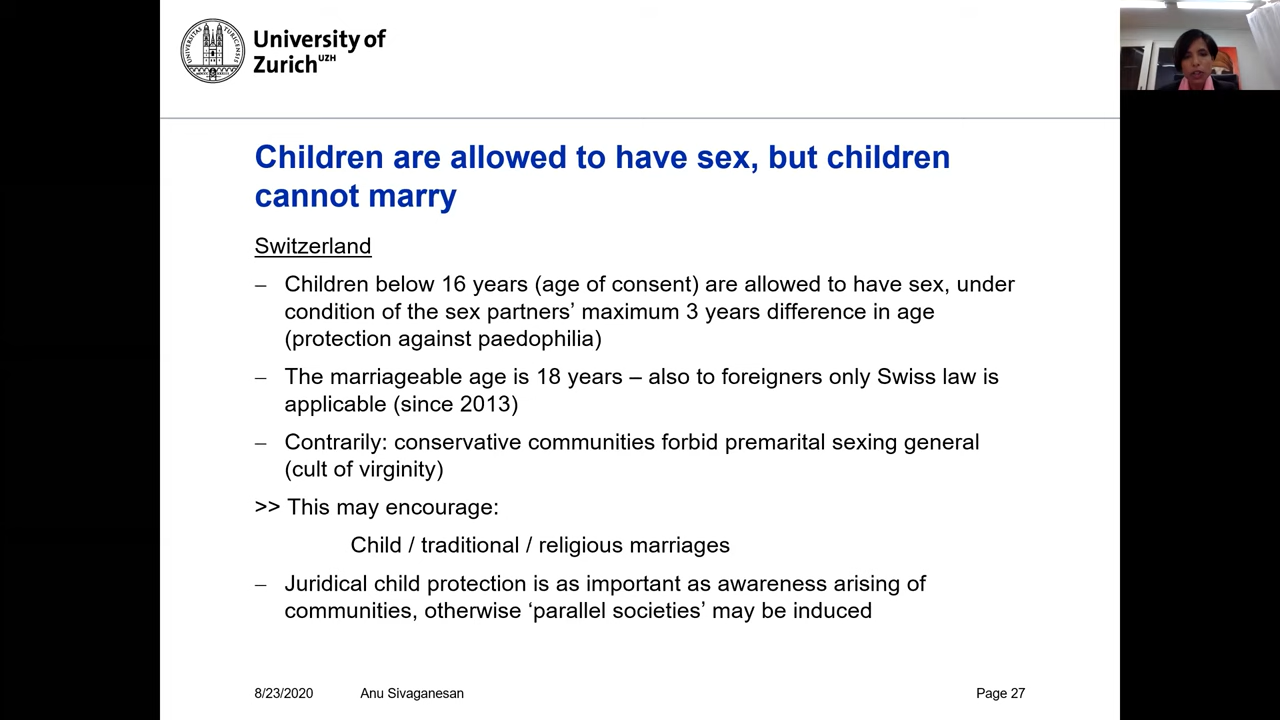 University of
Zurich UZH
Children are allowed to have sex, but children
cannot marry
Switzerland
– Children below 16 years (age of consent) are allowed to have sex, under
condition of the sex partners’ maximum 3 years difference in age
(protection against paedophilia)
– The marriageable age is 18 years – also to foreigners only Swiss law is
applicable (since 2013)
– Contrarily: conservative communities forbid premarital sexing general
(cult of virginity)
>> This may encourage:
Child / traditional / religious marriages
– Juridical child protection is as important as awareness arising of
communities, otherwise ‘parallel societies’ may be induced
8/23/2020 Anu Sivaganesan Page 27